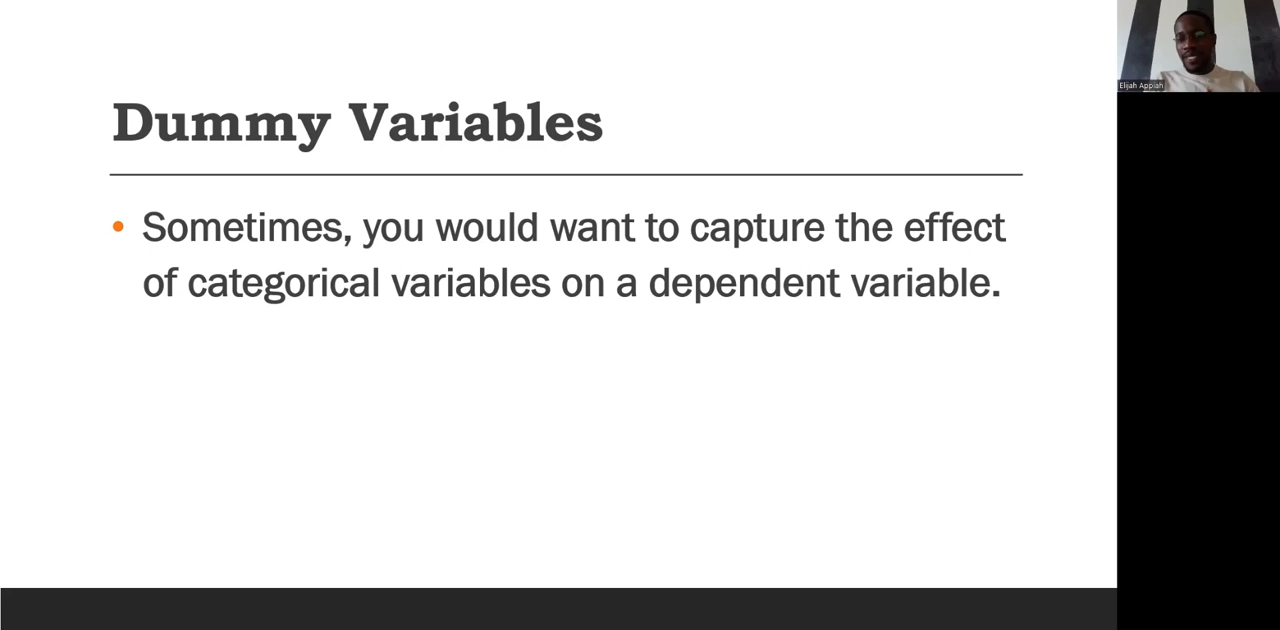 Dummy Variables
• Sometimes, you would want to capture the effect
of categorical variables on a dependent variable.
Elijah Appiah